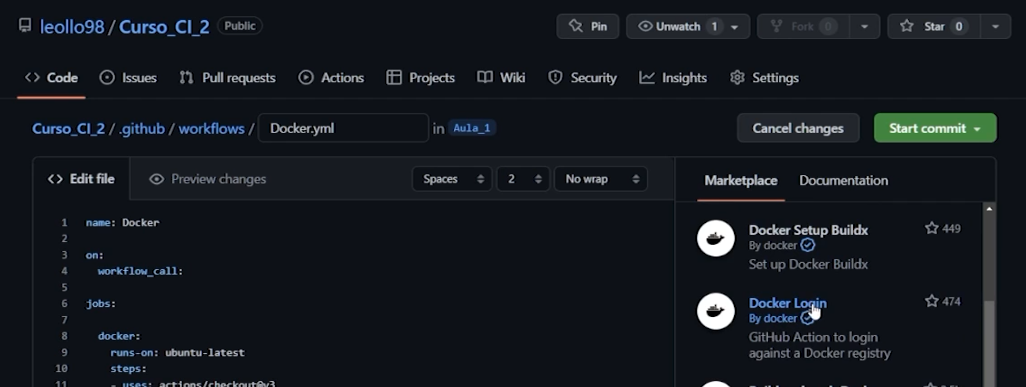 leollo98 / Curso_CI_2 Public
Pin
Unwatch 1
Fork 0
Star 0
<> Code
Issues
Pull requests
Actions
Projects
Wiki
Security
Insights
Settings
Curso_CI_2 / .github / workflows / Docker.yml in Aula_1
Cancel changes
Start commit
<> Edit file
Preview changes
Spaces
2
No wrap
1 name: Docker
2
3 on:
4 workflow_call:
5
6 jobs:
7
8 docker:
9 runs-on: ubuntu-latest
10 steps:
11 - uses: actions/checkout@v3
Marketplace
Documentation
Docker Setup Buildx
449
By docker
Set up Docker Buildx
Docker Login
474
By docker
GitHub Action to login
against a Docker registry